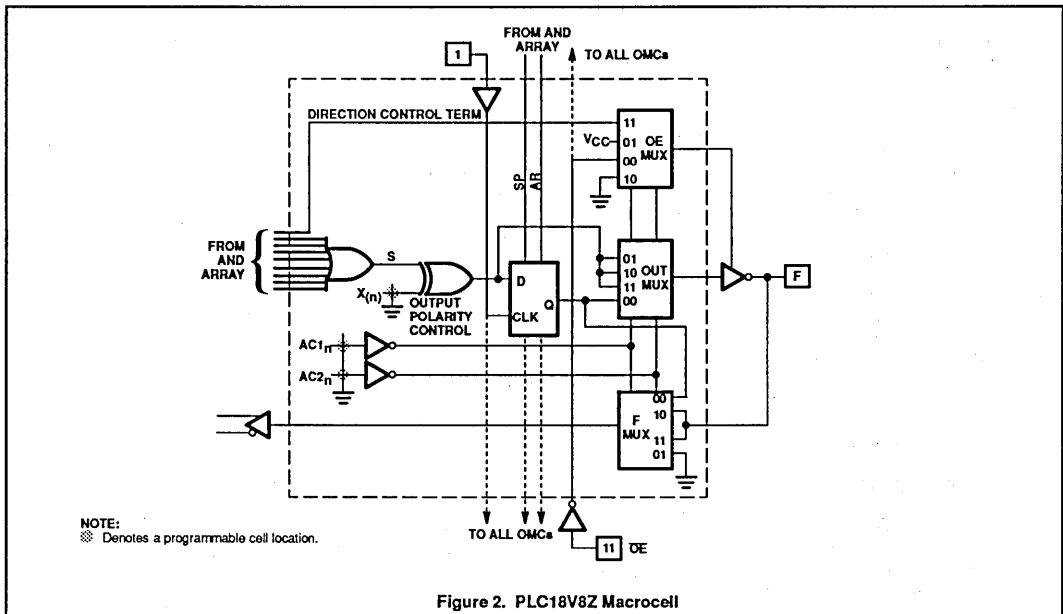 FROM AND
ARRAY
1
TO ALL OMCs
DIRECTION CONTROL TERM
11
VCC
01
OE
00
MUX
10
SP
AR
FROM
AND
ARRAY
S
X(n)
OUTPUT
POLARITY
CONTROL
D
Q
CLK
01
10
OUT
11
MUX
00
F
AC1n
AC2n
00
10
F
MUX
11
01
TO ALL OMCs
11
OE
NOTE:
Denotes a programmable cell location.
Figure 2. PLC18V8Z Macrocell